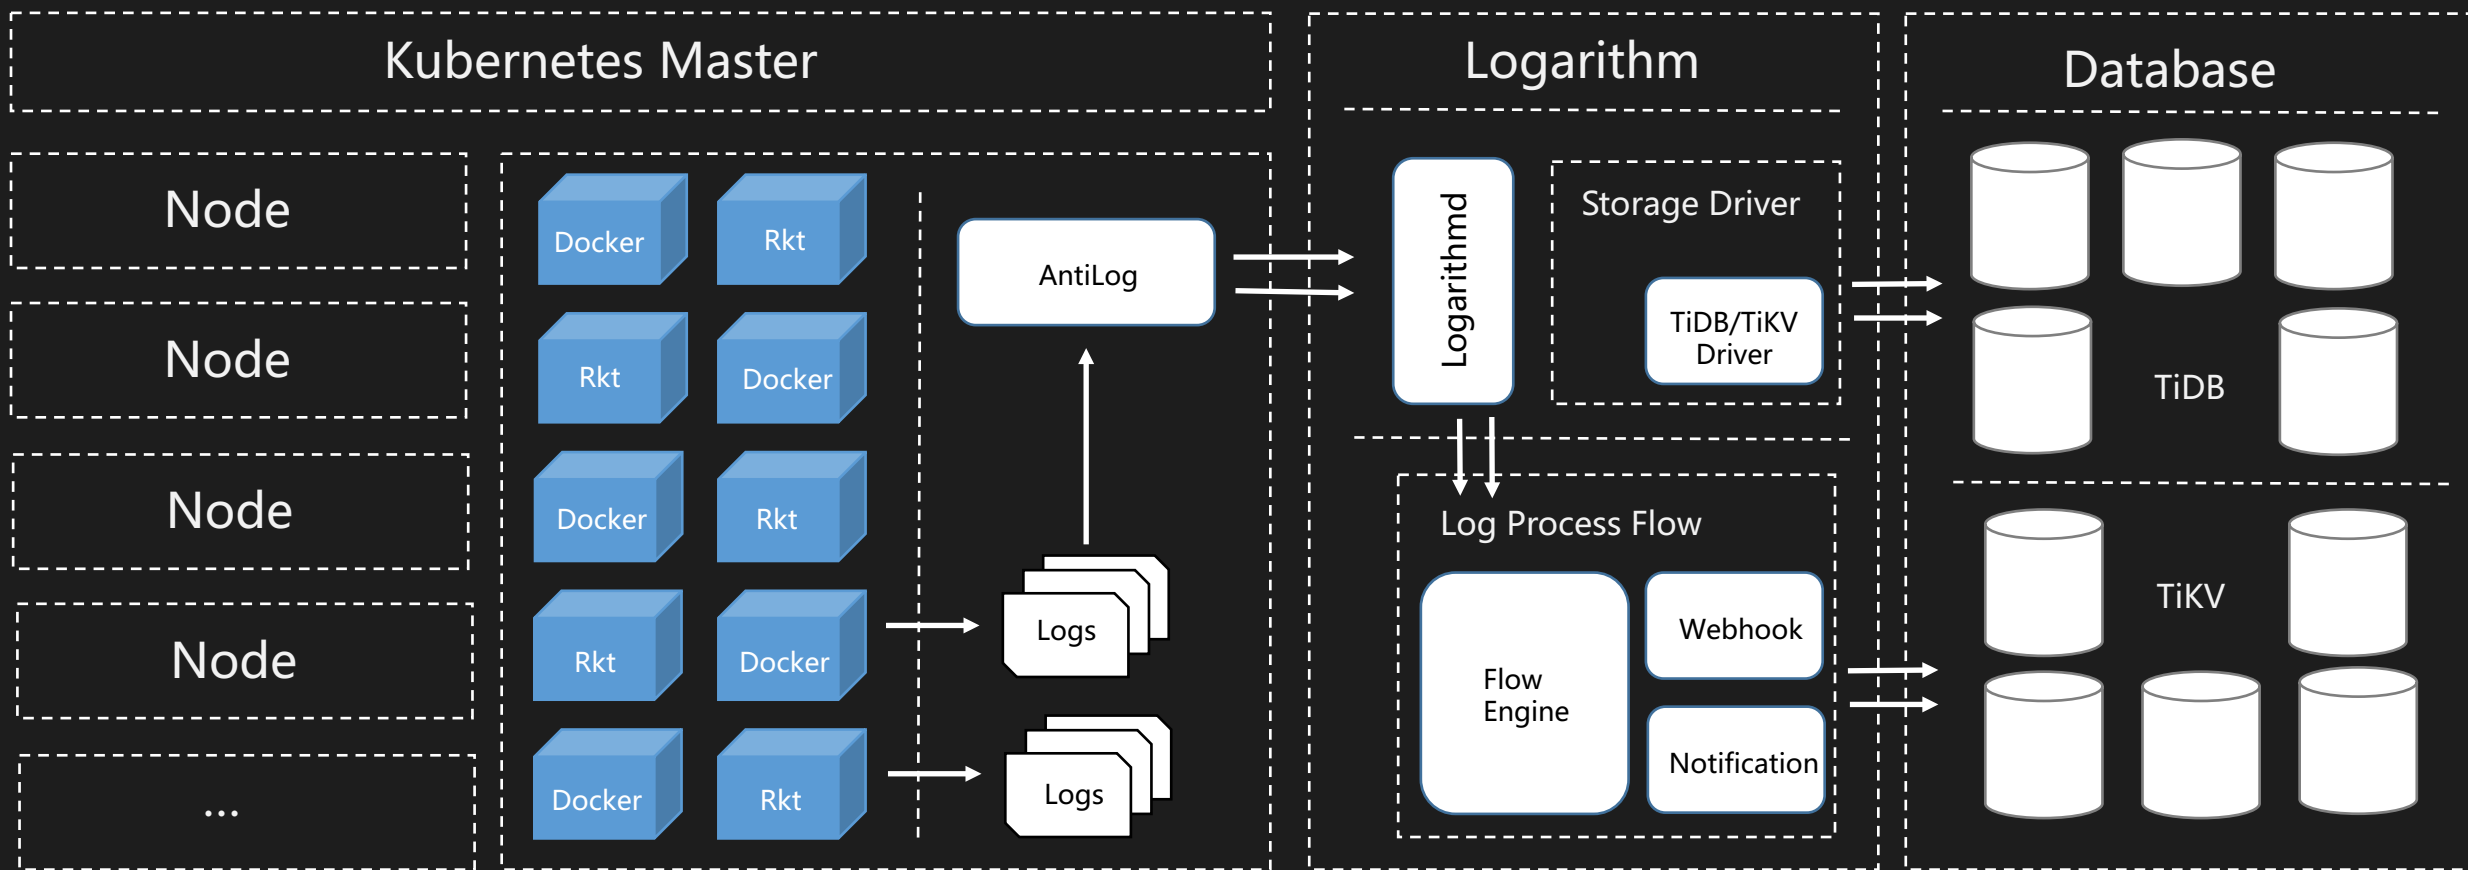 Kubernetes Master
Node
Node
Node
Node
...
Docker
Rkt
Rkt
Docker
Docker
Rkt
Rkt
Docker
Docker
Rkt
AntiLog
Logs
Logs
Logarithm
Logarithmd
Storage Driver
TiDB/TiKV
Driver
Log Process Flow
Flow
Engine
Webhook
Notification
Database
TiDB
TiKV